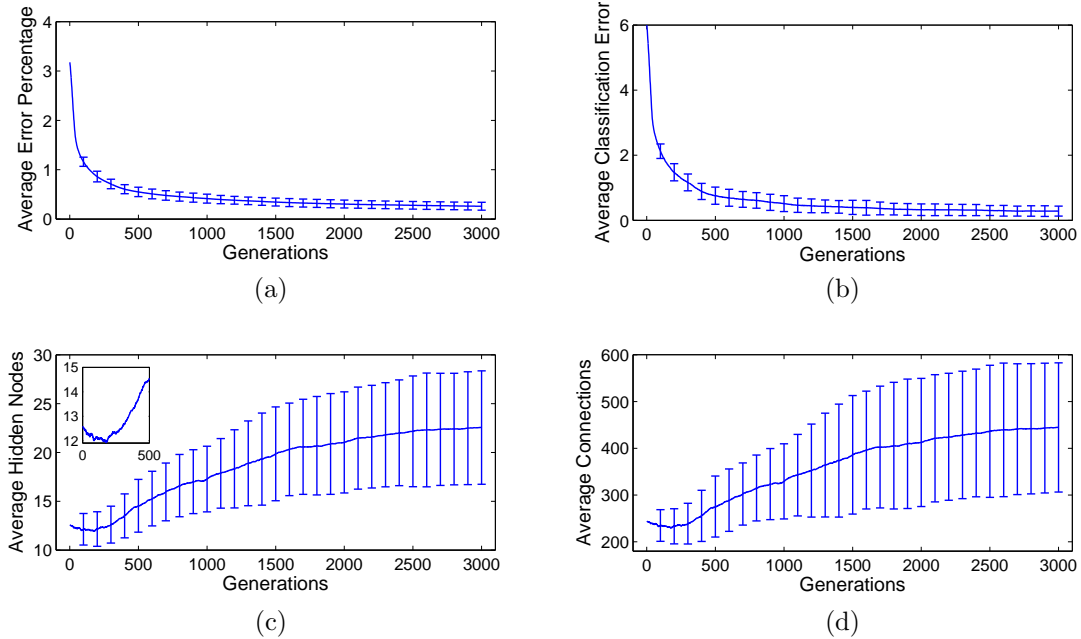 4
3
2
1
0
Average Error Percentage
0 500 1000 1500 2000 2500 3000
Generations
(a)
6
4
2
0
Average Classification Error
0 500 1000 1500 2000 2500 3000
Generations
(b)
30
25
20
15
10
Average Hidden Nodes
15
14
13
12
0 500
0 500 1000 1500 2000 2500 3000
Generations
(c)
600
500
400
300
200
Average Connections
0 500 1000 1500 2000 2500 3000
Generations
(d)